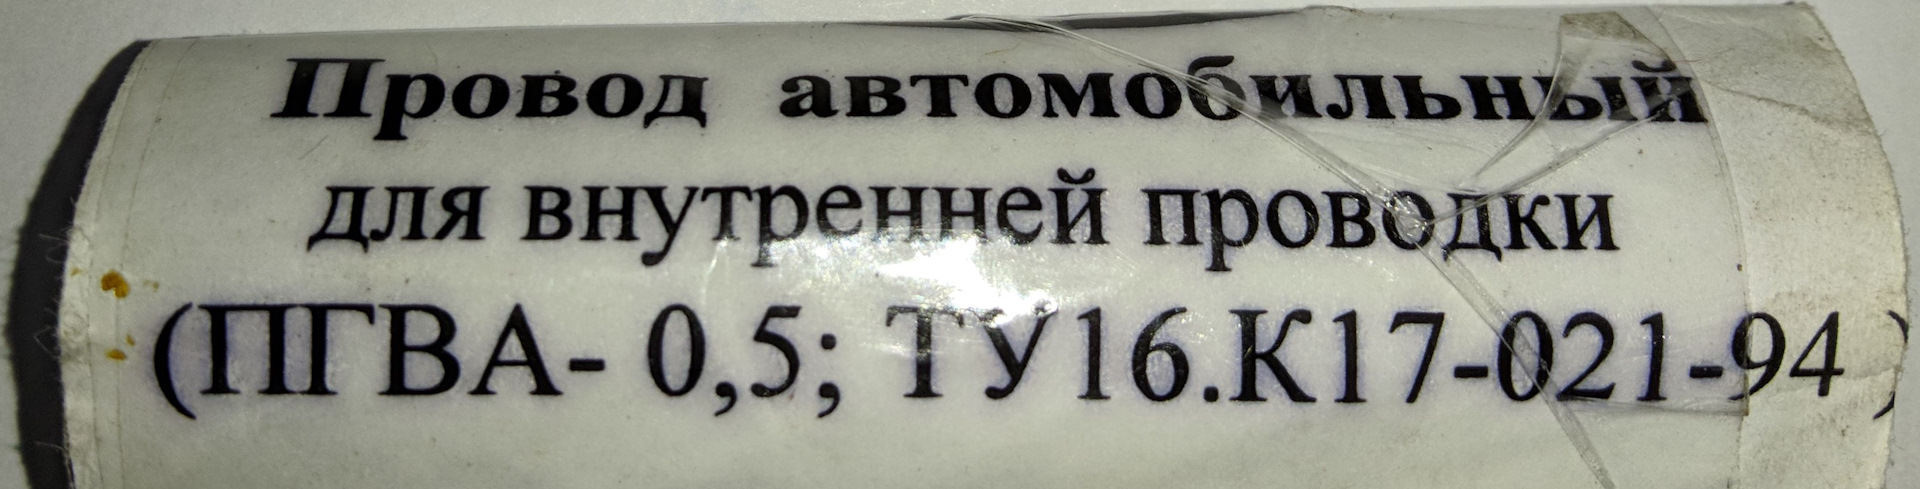 Провод автомобильный
для внутренней проводки
(ПГВА- 0,5; ТУ16.К17-021-94 )